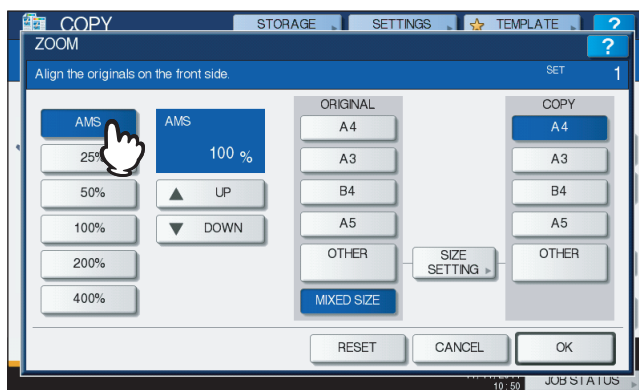 COPY
STORAGE
SETTINGS
TEMPLATE
?
ZOOM
?
Align the originals on the front side.
SET 1
ORIGINAL
COPY
AMS
AMS
A4
A4
25%
100 %
A3
A3
50%
UP
B4
B4
100%
DOWN
A5
A5
200%
OTHER
SIZE
SETTING
OTHER
400%
MIXED SIZE
RESET
CANCEL
OK
10:50
JOB STATUS